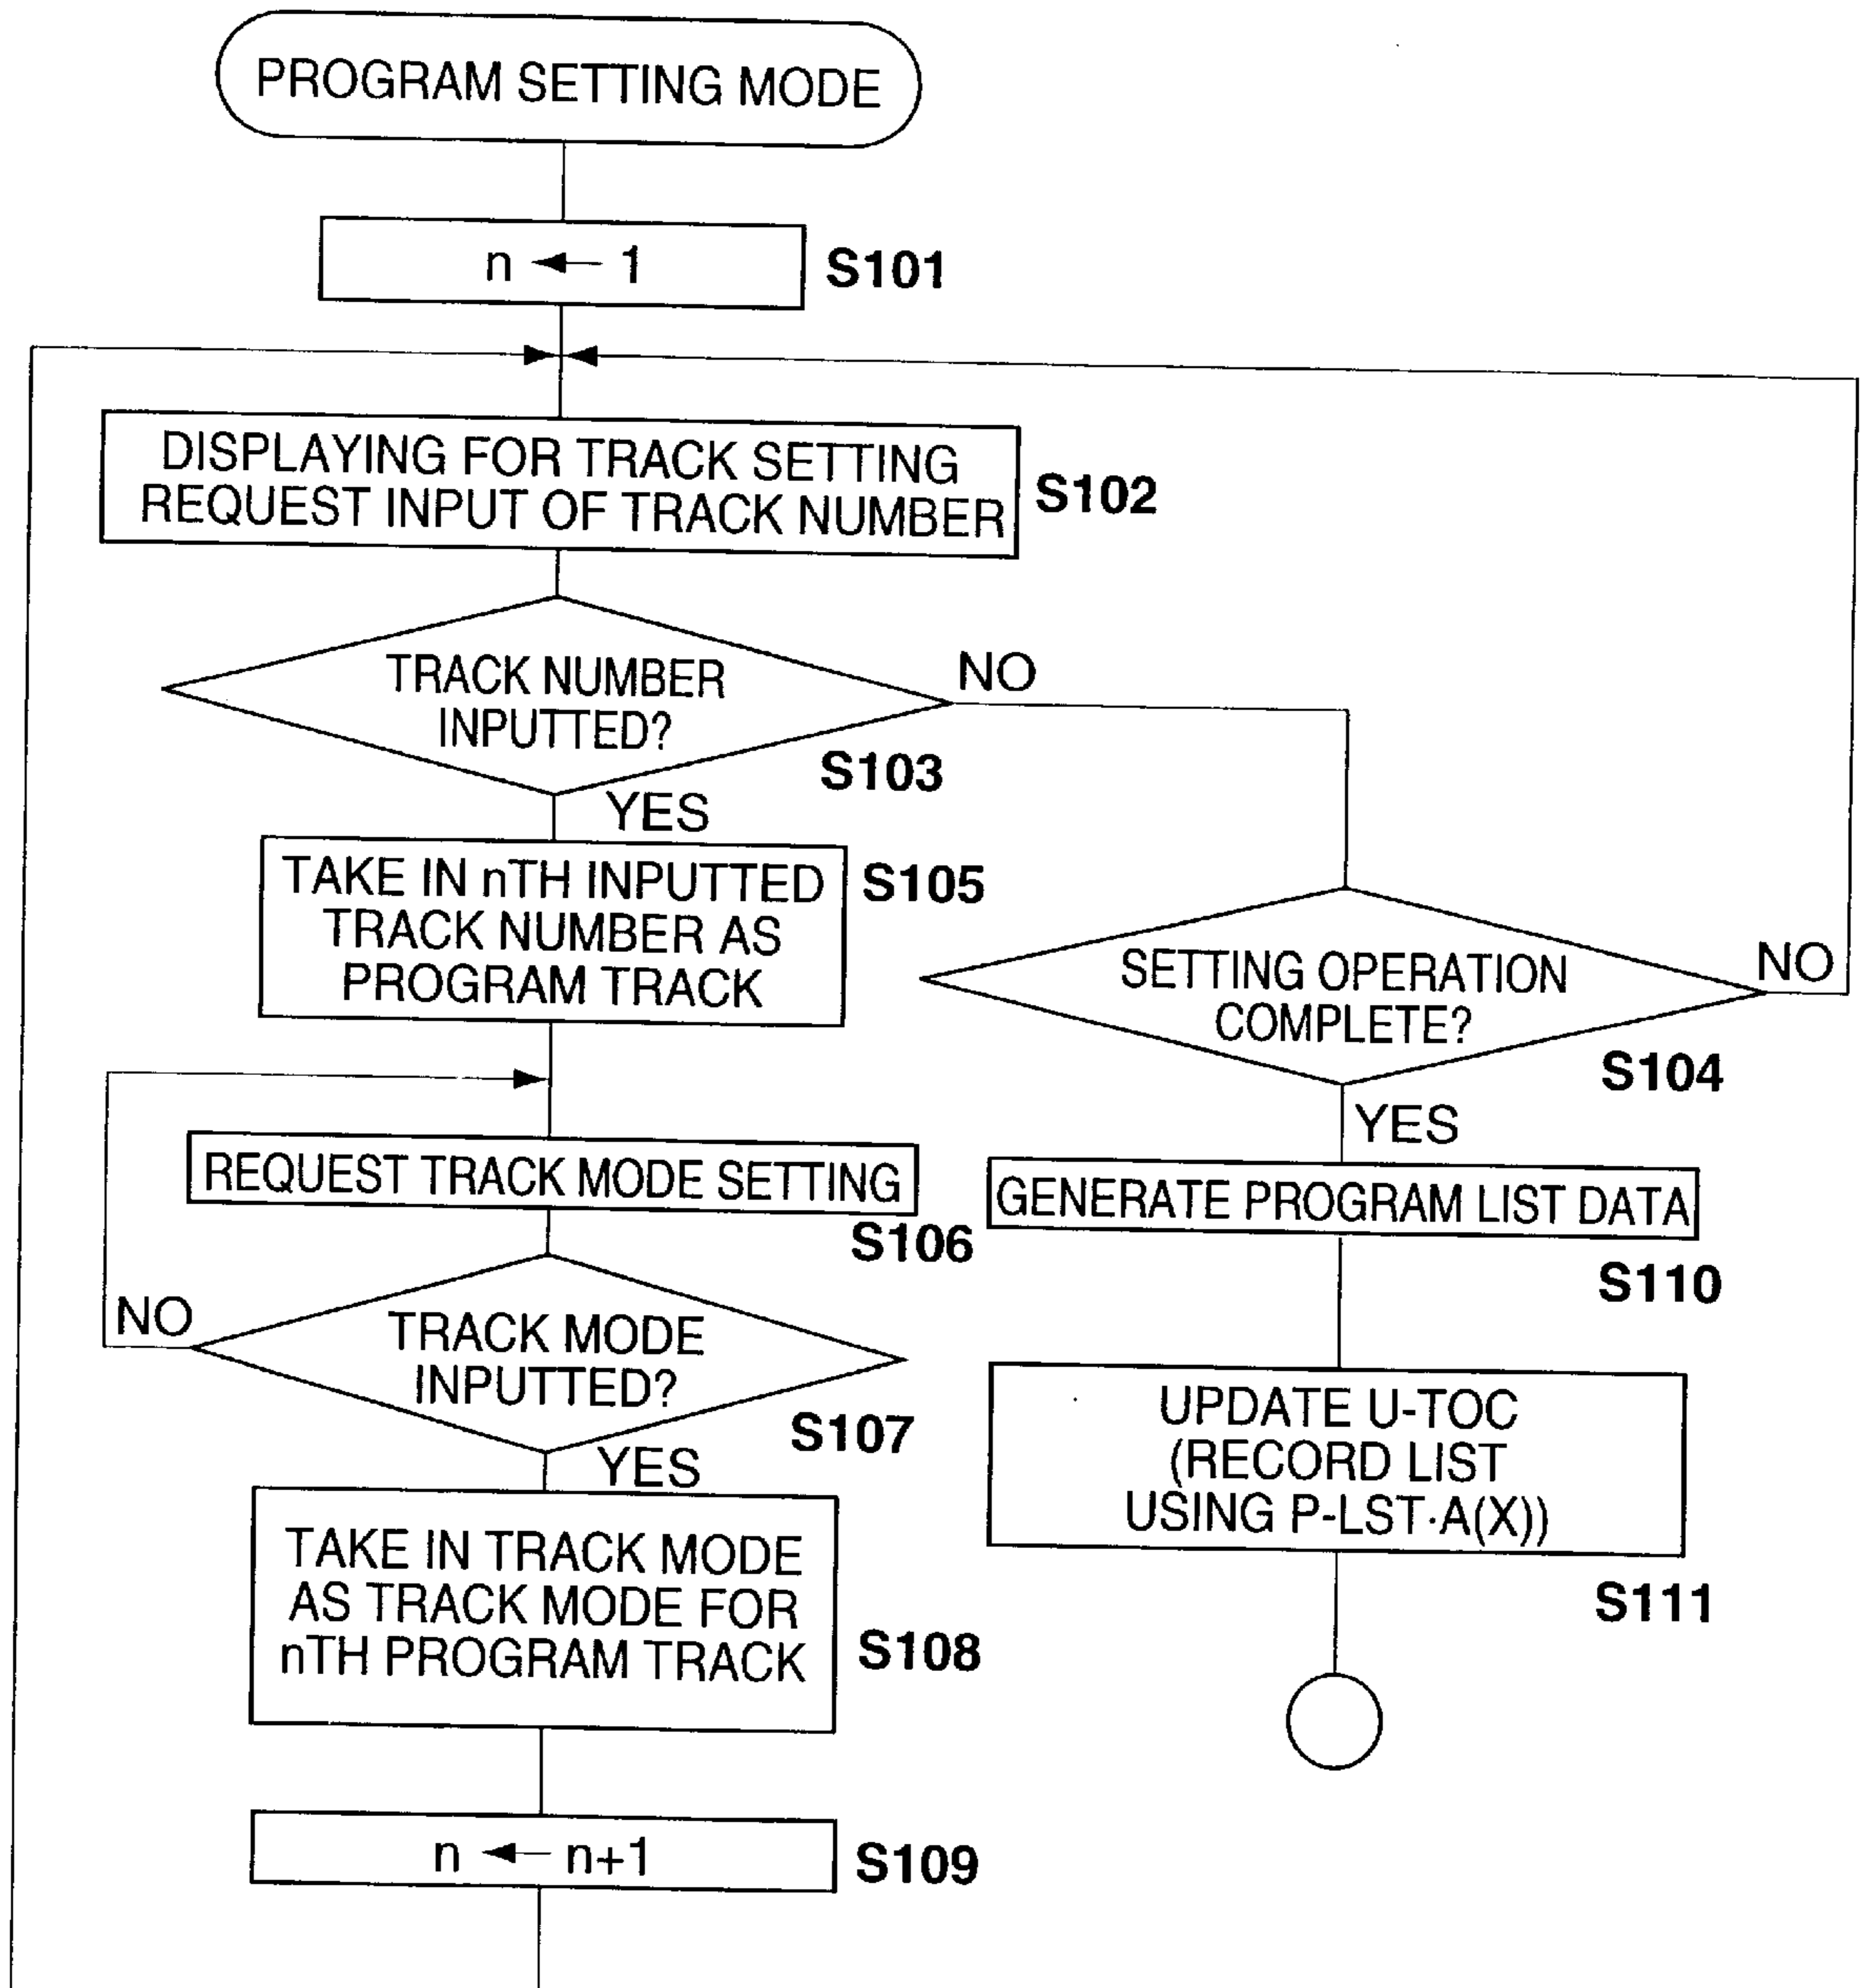 PROGRAM SETTING MODE
n ← 1
S101
DISPLAYING FOR TRACK SETTING
REQUEST INPUT OF TRACK NUMBER
S102
TRACK NUMBER
INPUTTED?
NO
S103
YES
TAKE IN nTH INPUTTED
TRACK NUMBER AS
PROGRAM TRACK
S105
SETTING OPERATION
COMPLETE?
NO
S104
YES
REQUEST TRACK MODE SETTING
S106
GENERATE PROGRAM LIST DATA
S110
NO
TRACK MODE
INPUTTED?
S107
YES
UPDATE U-TOC
(RECORD LIST
USING P-LST·A(X))
S111
TAKE IN TRACK MODE
AS TRACK MODE FOR
nTH PROGRAM TRACK
S108
n ← n+1
S109